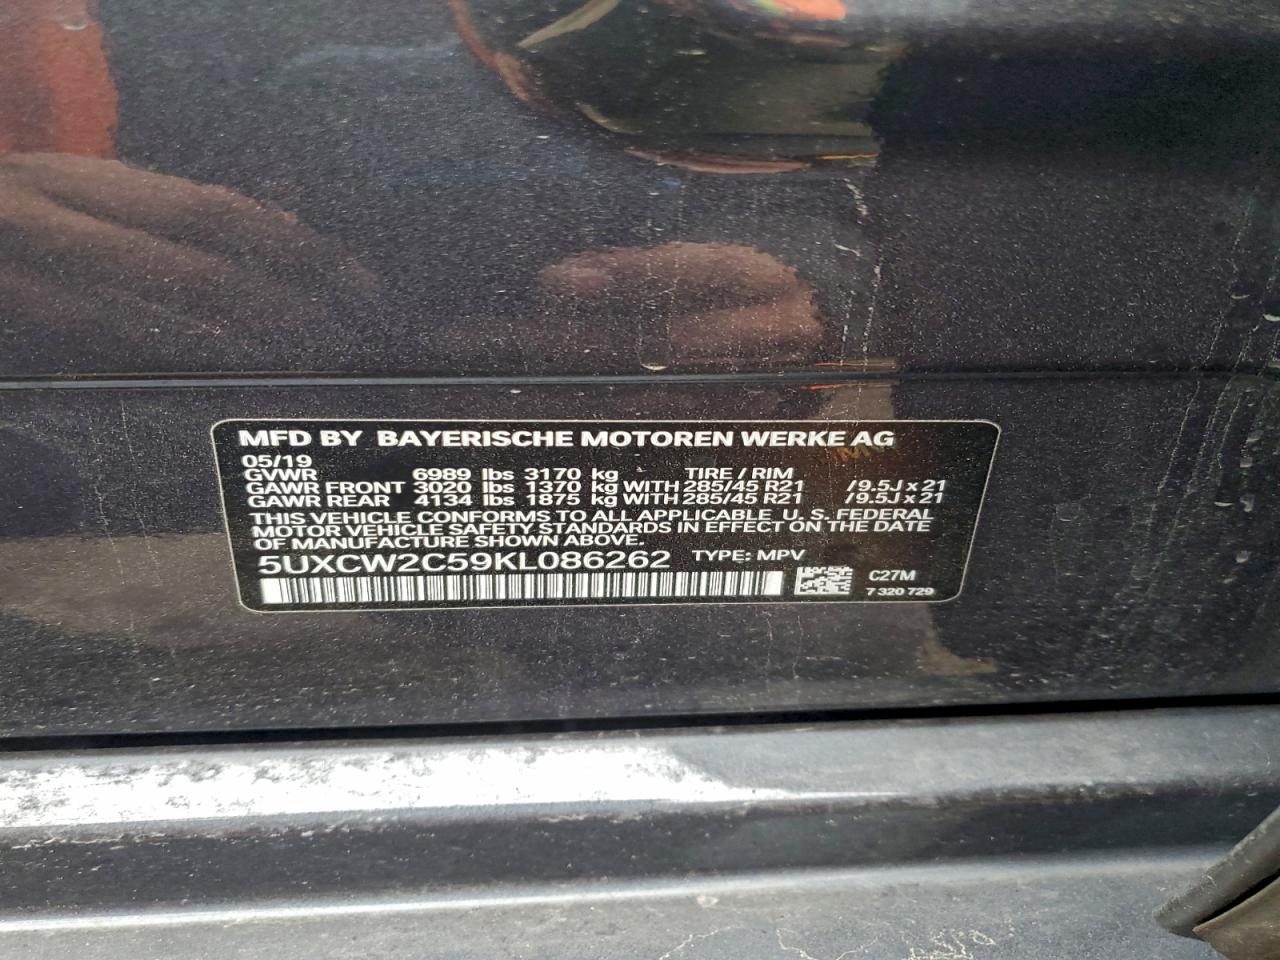 MFD BY BAYERISCHE MOTOREN WERKE AG
05/19
GVWR 6989 lbs 3170 kg TIRE / RIM
GAWR FRONT 3020 lbs 1370 kg WITH 285/45 R21 /9.5J x 21
GAWR REAR 4134 lbs 1875 kg WITH 285/45 R21 /9.5J x 21
THIS VEHICLE CONFORMS TO ALL APPLICABLE U. S. FEDERAL
MOTOR VEHICLE SAFETY STANDARDS IN EFFECT ON THE DATE
OF MANUFACTURE SHOWN ABOVE.
5UXCW2C59KL086262 TYPE: MPV
C27M
7 320 729